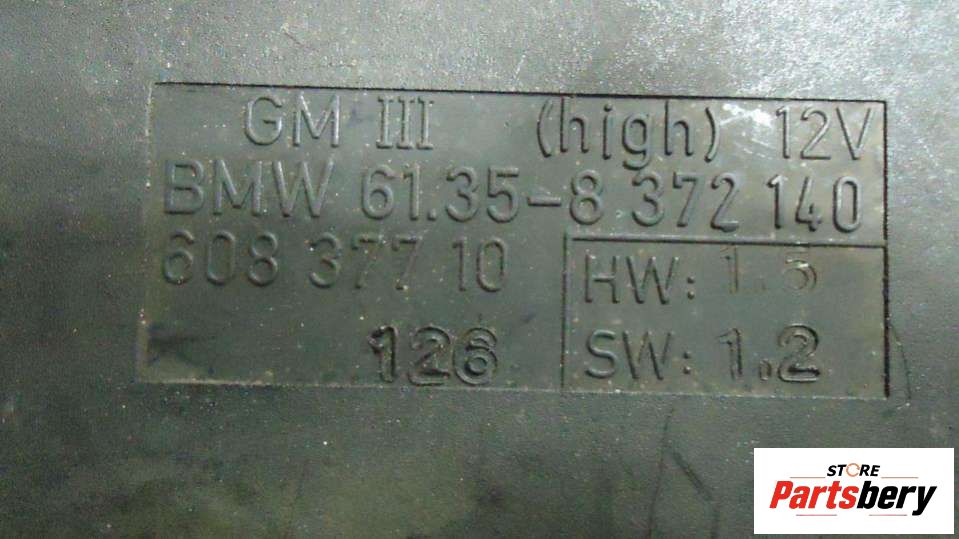 GM III (high) 12V
BMW 61.35-8 372 140
608 377 10
HW: 1.5
126
SW: 1.2
STORE
Partsbery